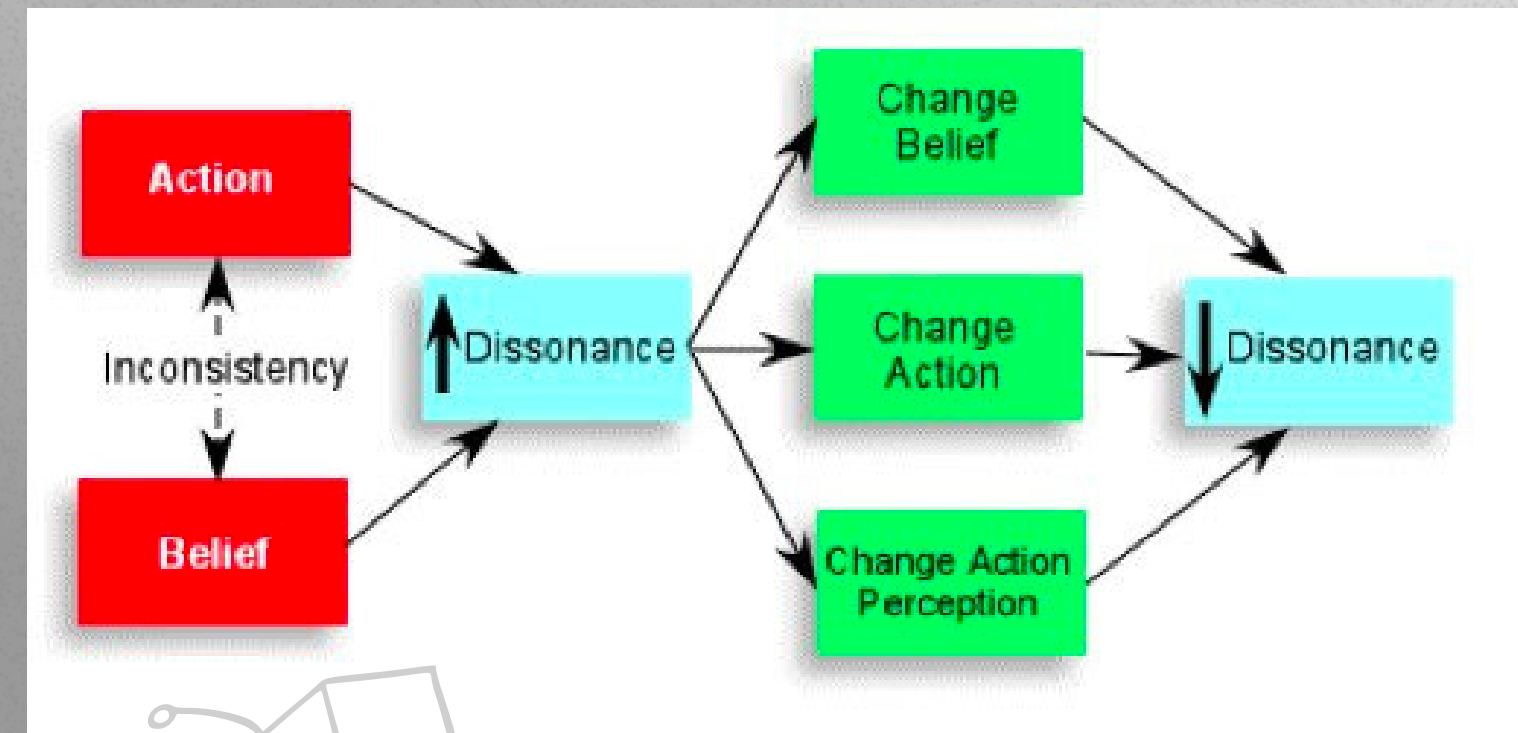 Action
Inconsistency
Belief
Dissonance
Change
Belief
Change
Action
Change Action
Perception
Dissonance